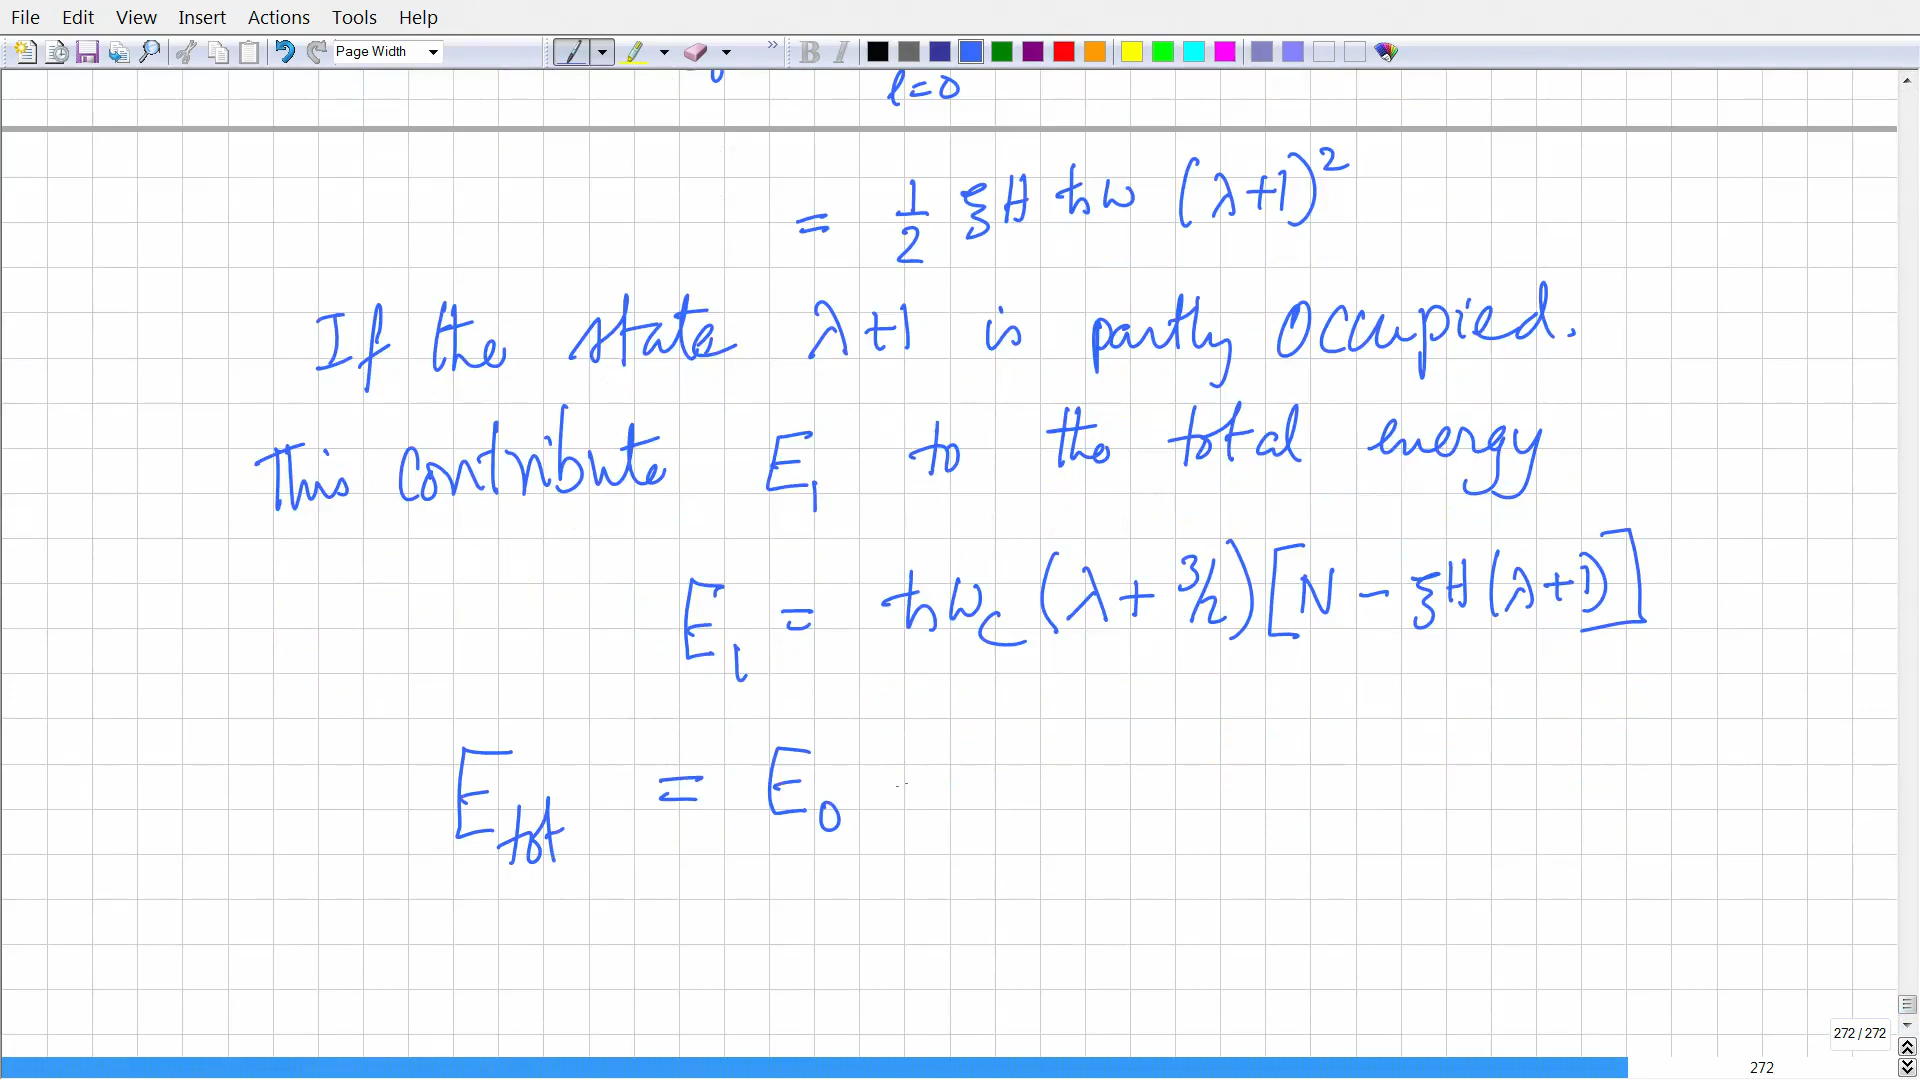 File Edit View Insert Actions Tools Help
Page Width B I
l=0
= 1/2 ξH ħω (λ+1)²
If the state λ+1 is partly occupied.
This contribute E₁ to the total energy
E₁ = ħω_c (λ + 3/2) [N - ξH(λ+1)]
E_tot = E₀
272 / 272
272